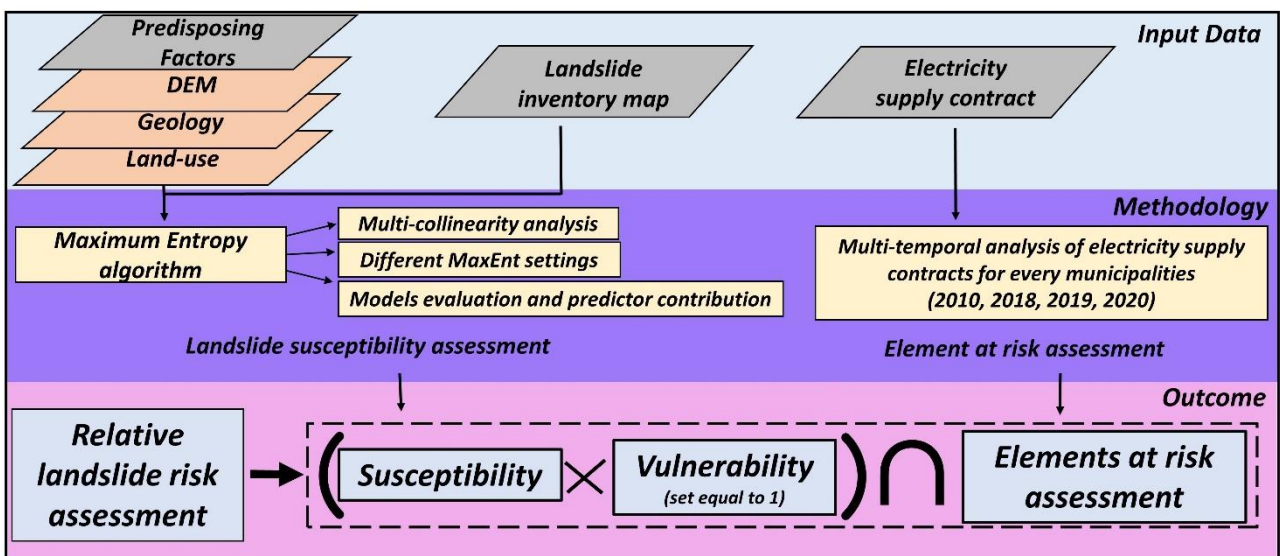 Input Data
Predisposing
Factors
DEM
Geology
Land-use
Landslide
inventory map
Electricity
supply contract
Methodology
Maximum Entropy
algorithm
Multi-collinearity analysis
Different MaxEnt settings
Models evaluation and predictor contribution
Multi-temporal analysis of electricity supply
contracts for every municipalities
(2010, 2018, 2019, 2020)
Landslide susceptibility assessment
Element at risk assessment
Outcome
Relative
landslide risk
assessment
( Susceptibility × Vulnerability ) ∩ Elements at risk
(set equal to 1)
assessment